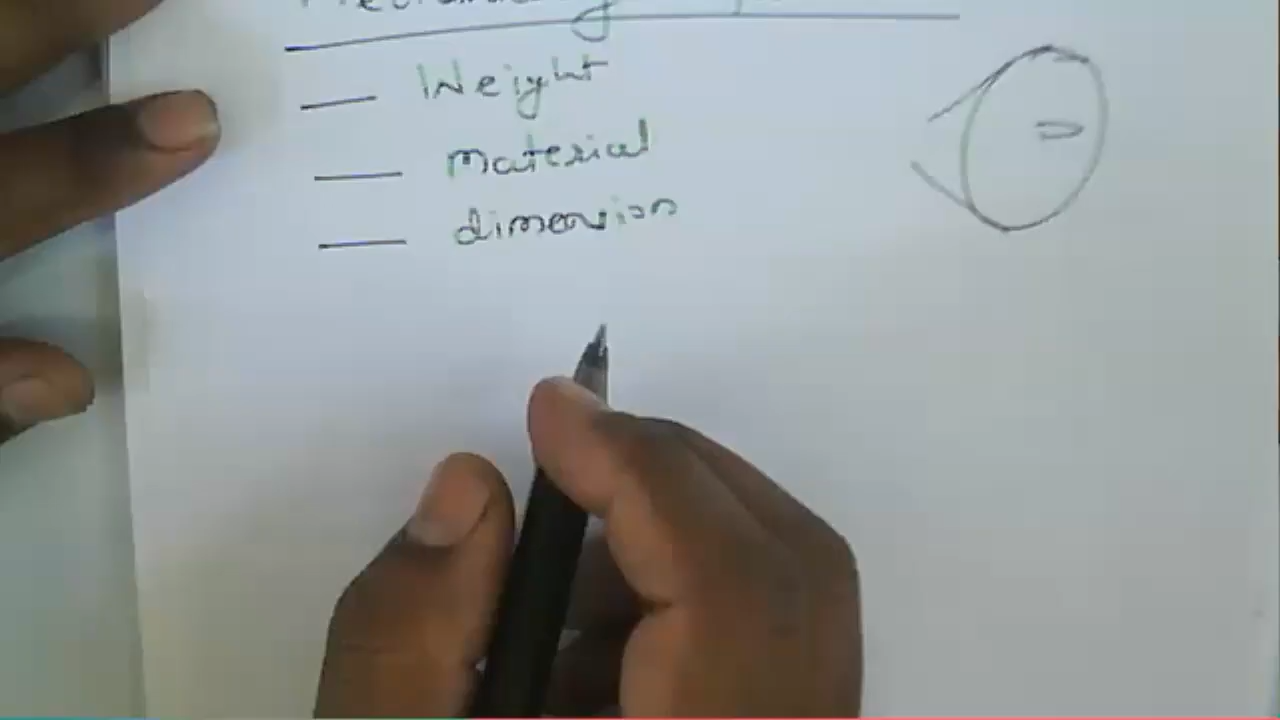 — Weight
— Material
— dimension